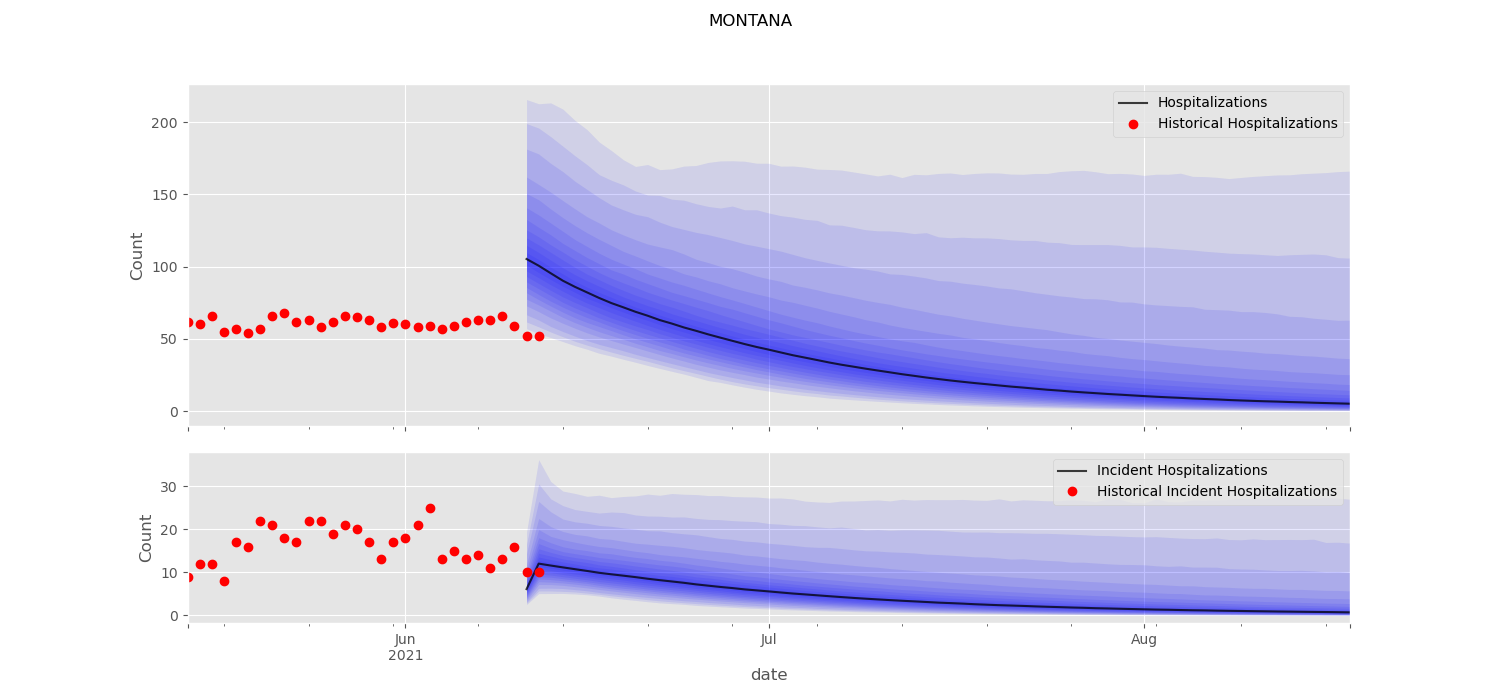 MONTANA
Hospitalizations
Historical Hospitalizations
200
150
100
50
0
Count
Incident Hospitalizations
Historical Incident Hospitalizations
30
20
10
0
Count
Jun
2021
Jul
Aug
date